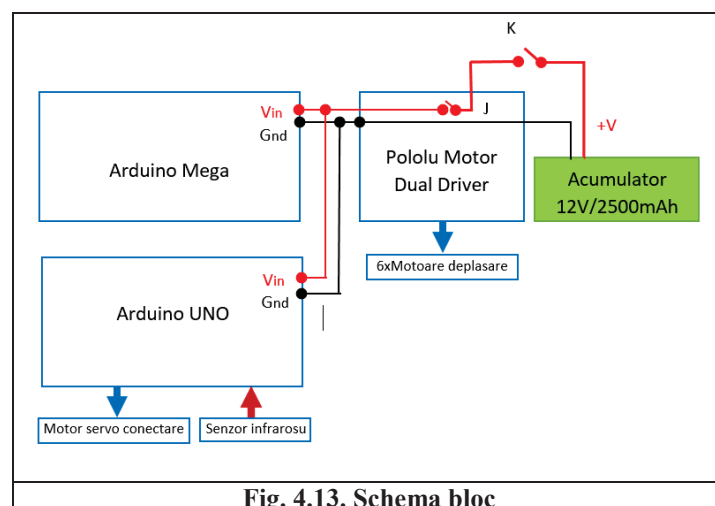 K
Vin
J
Gnd
+V
Arduino Mega
Pololu Motor
Dual Driver
Acumulator
12V/2500mAh
6xMotoare deplasare
Vin
Gnd
Arduino UNO
Motor servo conectare
Senzor infrarosu
Fig. 4.13. Schema bloc